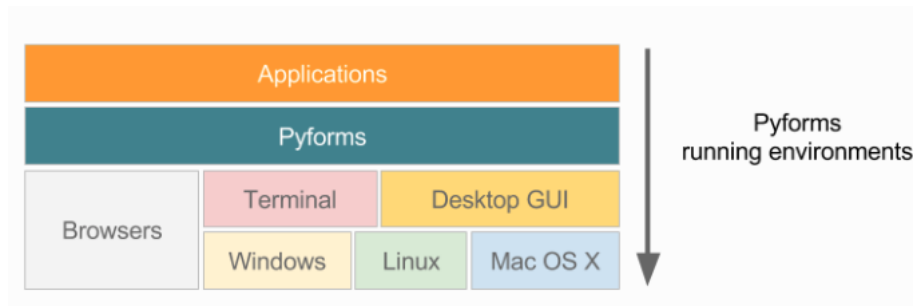 Applications
Pyforms
Browsers
Terminal
Desktop GUI
Windows
Linux
Mac OS X
Pyforms
running environments